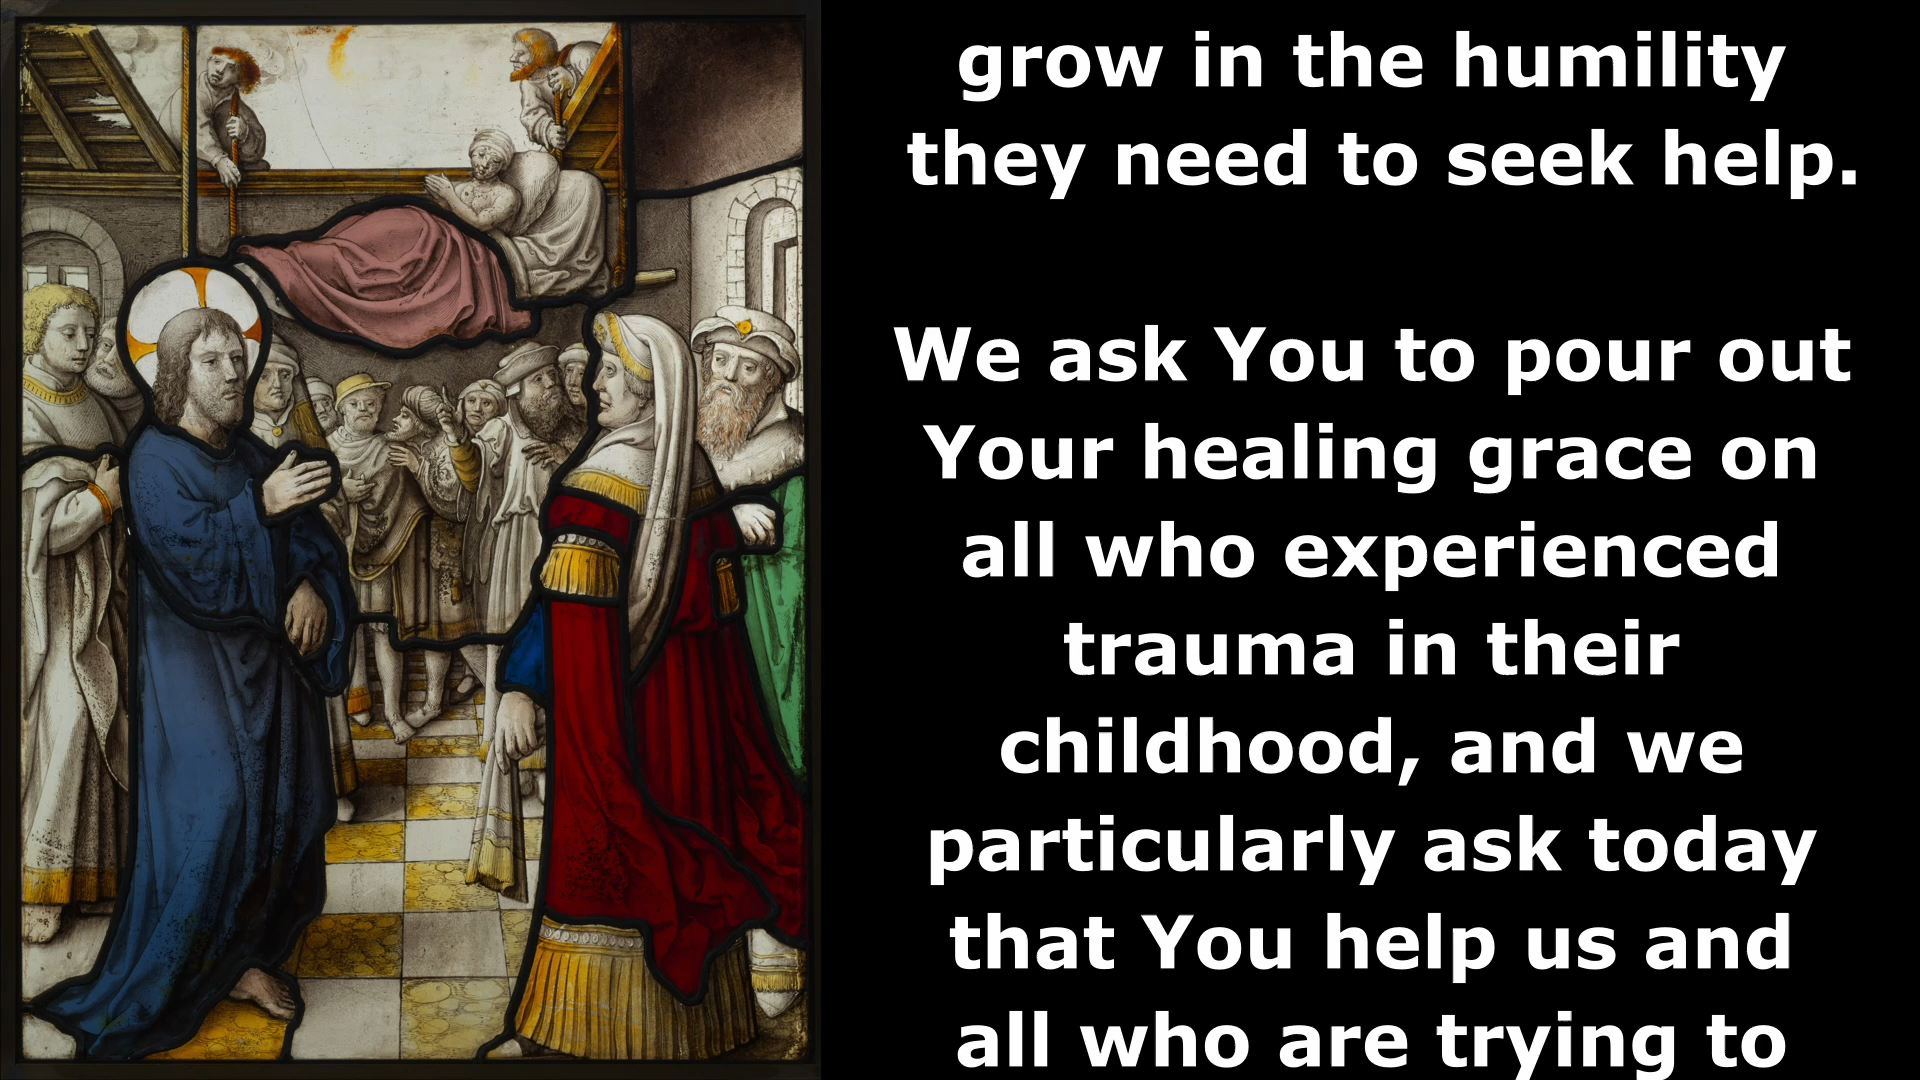 grow in the humility
they need to seek help.
We ask You to pour out
Your healing grace on
all who experienced
trauma in their
childhood, and we
particularly ask today
that You help us and
all who are trying to